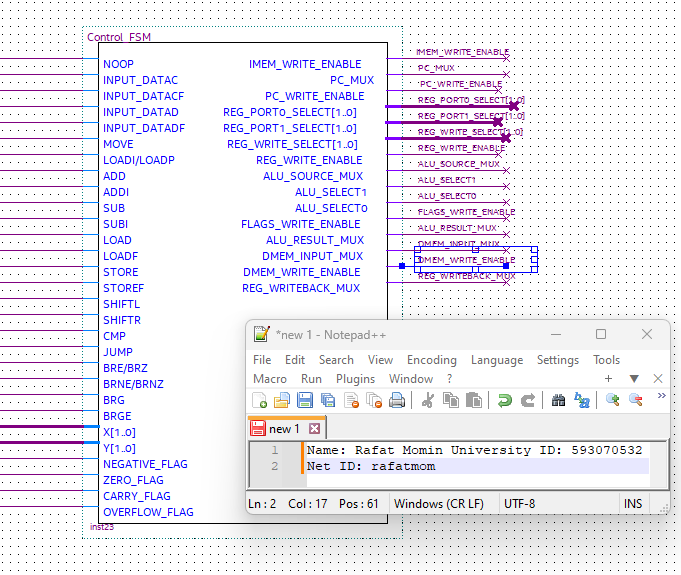 Control_FSM
NOOP
INPUT_DATAC
INPUT_DATACF
INPUT_DATAD
INPUT_DATADF
MOVE
LOADI/LOADP
ADD
ADDI
SUB
SUBI
LOAD
LOADF
STORE
STOREF
SHIFTL
SHIFTR
CMP
JUMP
BRE/BRZ
BRNE/BRNZ
BRG
BRGE
X[1..0]
Y[1..0]
NEGATIVE_FLAG
ZERO_FLAG
CARRY_FLAG
OVERFLOW_FLAG
inst23
IMEM_WRITE_ENABLE
PC_MUX
PC_WRITE_ENABLE
REG_PORT0_SELECT[1..0]
REG_PORT1_SELECT[1..0]
REG_WRITE_SELECT[1..0]
REG_WRITE_ENABLE
ALU_SOURCE_MUX
ALU_SELECT1
ALU_SELECT0
FLAGS_WRITE_ENABLE
ALU_RESULT_MUX
DMEM_INPUT_MUX
DMEM_WRITE_ENABLE
REG_WRITEBACK_MUX
IMEM_WRITE_ENABLE
PC_MUX
PC_WRITE_ENABLE
REG_PORT0_SELECT[1..0]
REG_PORT1_SELECT[1..0]
REG_WRITE_SELECT[1..0]
REG_WRITE_ENABLE
ALU_SOURCE_MUX
ALU_SELECT1
ALU_SELECT0
FLAGS_WRITE_ENABLE
ALU_RESULT_MUX
DMEM_INPUT_MUX
DMEM_WRITE_ENABLE
REG_WRITEBACK_MUX
*new 1 - Notepad++
File Edit Search View Encoding Language Settings Tools
Macro Run Plugins Window ? + ▼ X
new 1
1 Name: Rafat Momin University ID: 593070532
2 Net ID: rafatmom
Ln: 2 Col: 17 Pos: 61 Windows (CR LF) UTF-8 INS